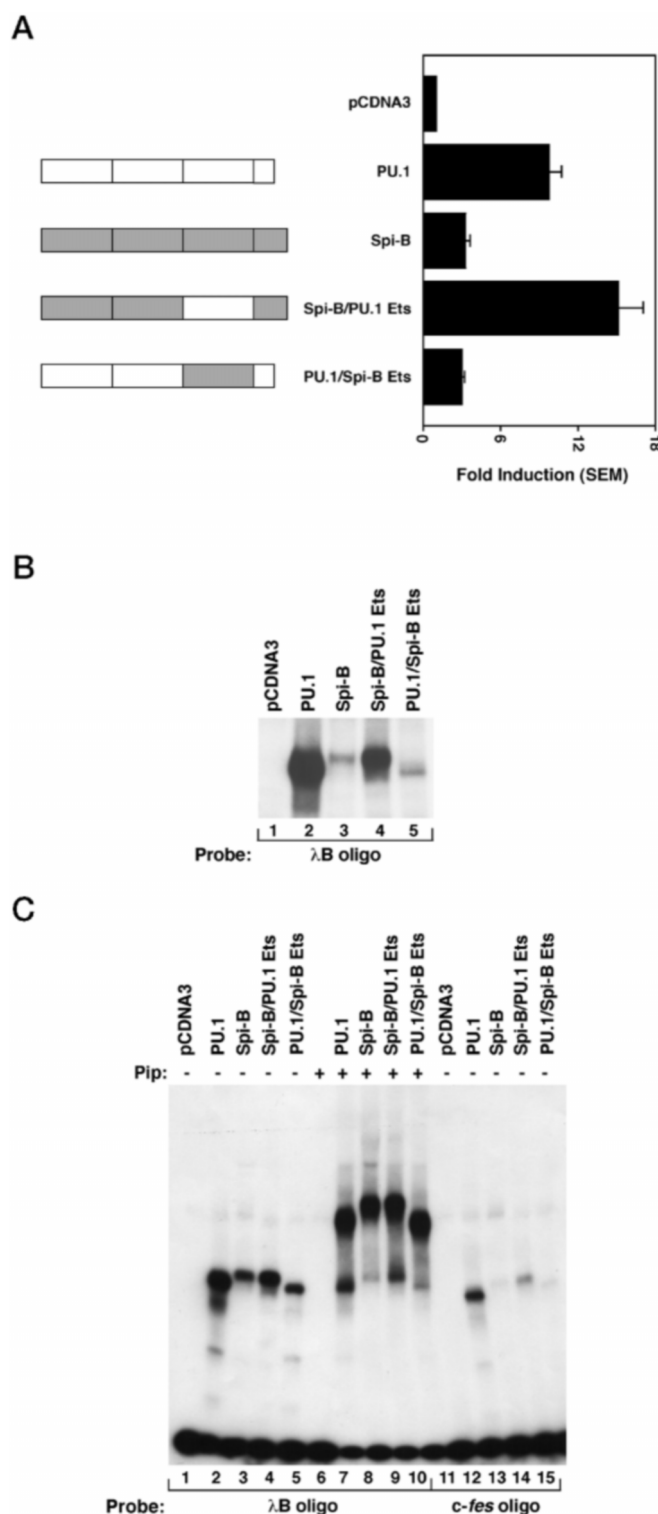 A
pCDNA3
PU.1
Spi-B
Spi-B/PU.1 Ets
PU.1/Spi-B Ets
0 6 12 18
Fold Induction (SEM)
B
pCDNA3 PU.1 Spi-B Spi-B/PU.1 Ets PU.1/Spi-B Ets
1 2 3 4 5
Probe: λB oligo
C
pCDNA3 PU.1 Spi-B Spi-B/PU.1 Ets PU.1/Spi-B Ets PU.1 Spi-B Spi-B/PU.1 Ets PU.1/Spi-B Ets pCDNA3 PU.1 Spi-B Spi-B/PU.1 Ets PU.1/Spi-B Ets
Pip: - - - - - + + + + + - - - - -
1 2 3 4 5 6 7 8 9 10 11 12 13 14 15
Probe: λB oligo c-fes oligo